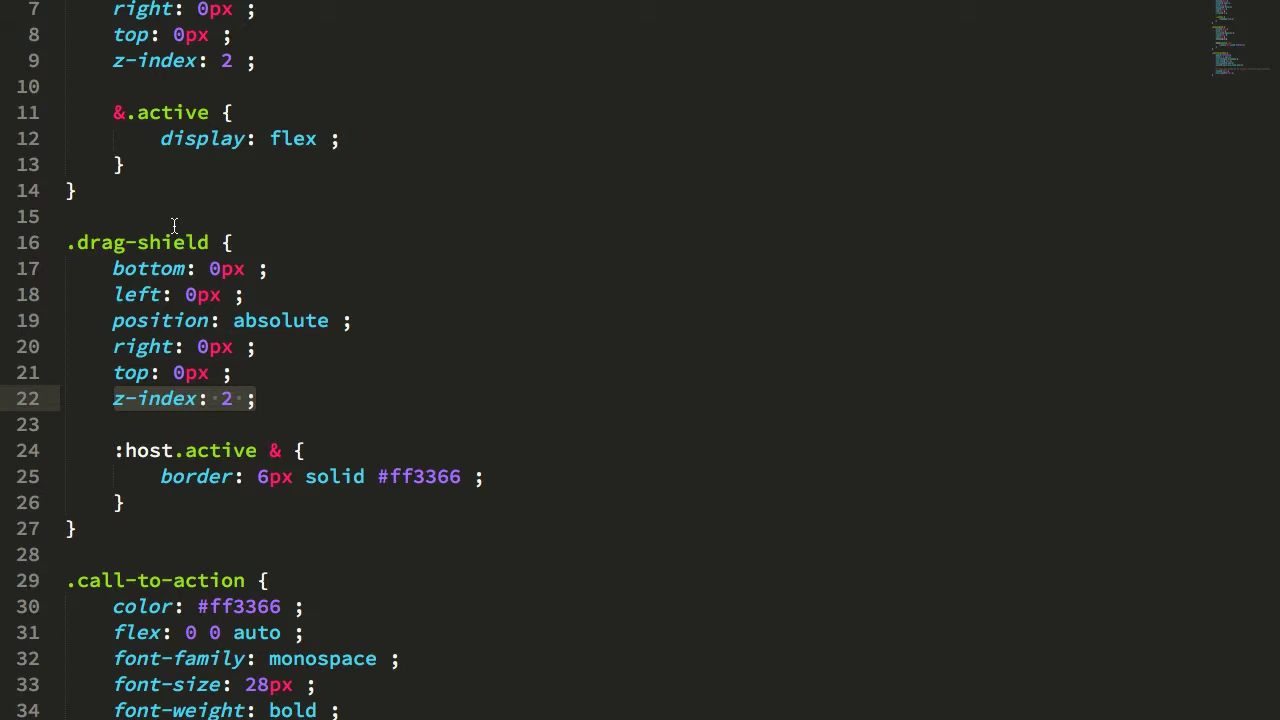 7 right: 0px ;
8 top: 0px ;
9 z-index: 2 ;
10
11 &.active {
12 display: flex ;
13 }
14 }
15
16 .drag-shield {
17 bottom: 0px ;
18 left: 0px ;
19 position: absolute ;
20 right: 0px ;
21 top: 0px ;
22 z-index: 2 ;
23
24 :host.active & {
25 border: 6px solid #ff3366 ;
26 }
27 }
28
29 .call-to-action {
30 color: #ff3366 ;
31 flex: 0 0 auto ;
32 font-family: monospace ;
33 font-size: 28px ;
34 font-weight: bold ;